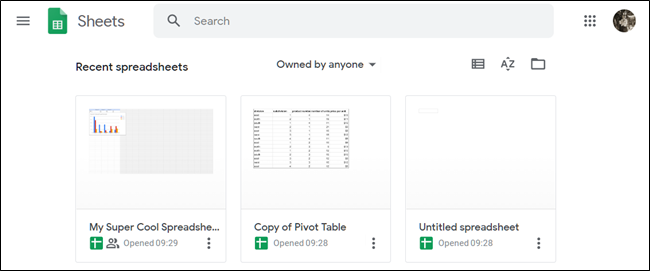 Sheets
Search
Recent spreadsheets
Owned by anyone
AZ
My Super Cool Spreadshe...
Opened 09:29
Copy of Pivot Table
Opened 09:28
Untitled spreadsheet
Opened 09:28